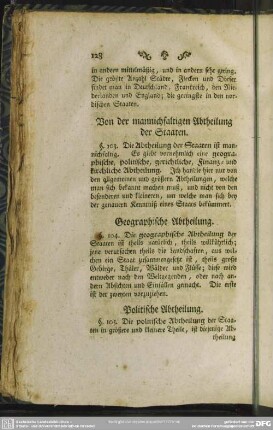 128
in andern mittelmäßig, und in andern sehr gering.
Die größte Anzahl Städte, Flecken und Dörfer
findet man in Deutschland, Frankreich, den Nie-
derlanden und England; die geringste in den nor-
dischen Staaten.
Von der mannichfaltigen Abtheilung
der Staaten.
§. 103. Die Abtheilung der Staaten ist man-
nichfaltig. Es giebt vornehmlich eine geogra-
phische, politische, gerichtliche, Finanz- und
kirchliche Abtheilung. Ich handle hier nur von
den allgemeinen und größern Abtheilungen, welche
man sich bekannt machen muß, und nicht von den
besondern und kleinern, um welche man sich bey
der genauern Kenntniß eines Staats bekümmert.
Geographische Abtheilung.
§. 104. Die geographische Abtheilung der
Staaten ist theils natürlich, theils willkührlich;
jene verursachen theils die Landschaften, aus wel-
chen ein Staat zusammengesetzt ist, theils große
Gebirge, Thäler, Wälder und Flüsse; diese wird
entweder nach den Weltgegenden, oder nach an-
dern Absichten und Einfällen gemacht. Die erste
ist der zweyten vorzuziehen.
Politische Abtheilung.
§. 105. Die politische Abtheilung der Staa-
ten in größere und kleinere Theile, ist diejenige Ab-
theilung